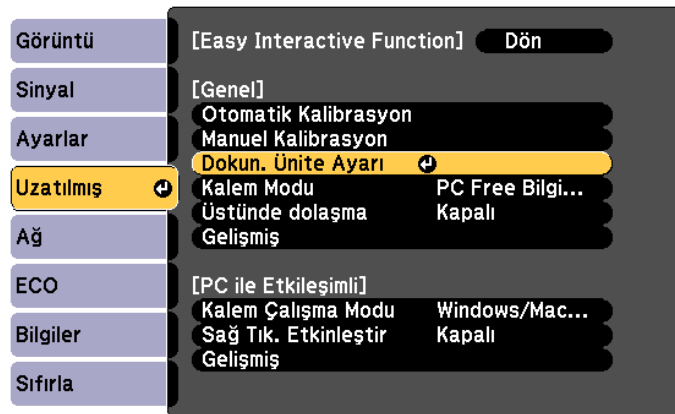 Görüntü
Sinyal
Ayarlar
Uzatılmış
Ağ
ECO
Bilgiler
Sıfırla
[Easy Interactive Function] Dön
[Genel]
Otomatik Kalibrasyon
Manuel Kalibrasyon
Dokun. Ünite Ayarı
Kalem Modu PC Free Bilgi...
Üstünde dolaşma Kapalı
Gelişmiş
[PC ile Etkileşimli]
Kalem Çalışma Modu Windows/Mac...
Sağ Tık. Etkinleştir Kapalı
Gelişmiş